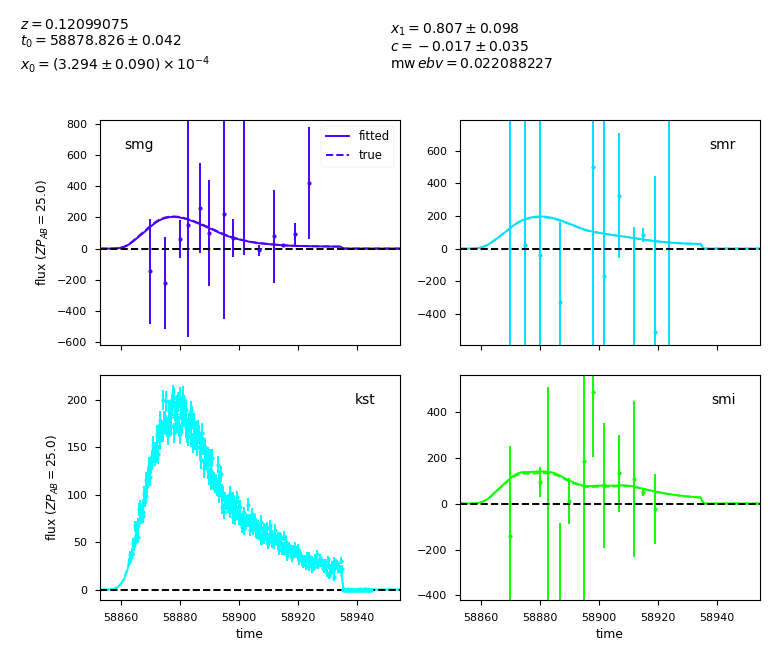 z = 0.12099075
t₀ = 58878.826 ± 0.042
x₀ = (3.294 ± 0.090) × 10⁻⁴
x₁ = 0.807 ± 0.098
c = −0.017 ± 0.035
mw ebv = 0.022088227
smg
fitted
true
800
600
400
200
0
−200
−400
−600
flux (ZP_AB = 25.0)
smr
600
400
200
0
−200
−400
kst
200
150
100
50
0
flux (ZP_AB = 25.0)
58860 58880 58900 58920 58940
time
smi
400
200
0
−200
−400
58860 58880 58900 58920 58940
time